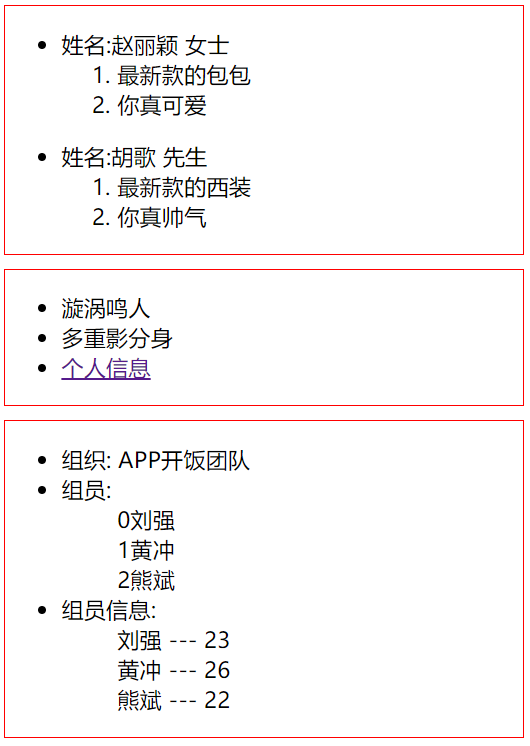 姓名:赵丽颖 女士
1. 最新款的包包
2. 你真可爱
姓名:胡歌 先生
1. 最新款的西装
2. 你真帅气
漩涡鸣人
多重影分身
个人信息
组织: APP开饭团队
组员:
0刘强
1黄冲
2熊斌
组员信息:
刘强 --- 23
黄冲 --- 26
熊斌 --- 22